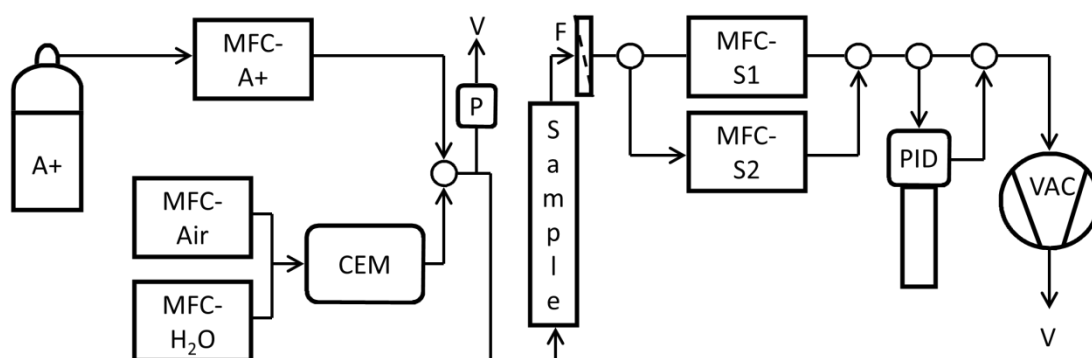 A+
MFC-
A+
MFC-
Air
MFC-
H₂O
CEM
V
P
S
a
m
p
l
e
F
MFC-
S1
MFC-
S2
PID
VAC
V